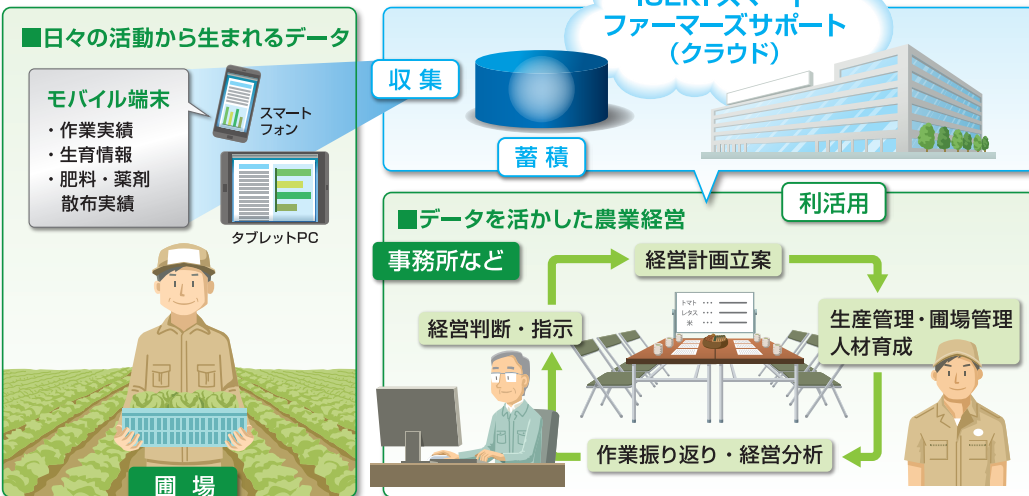 ■日々の活動から生まれるデータ
モバイル端末
・作業実績
・生育情報
・肥料・薬剤
散布実績
スマート
フォン
タブレットPC
圃 場
収 集
ファーマーズサポート
（クラウド）
蓄 積
利活用
■データを活かした農業経営
事務所など
経営計画立案
生産管理・圃場管理
人材育成
作業振り返り・経営分析
経営判断・指示
トマト …
レタス …
米 …